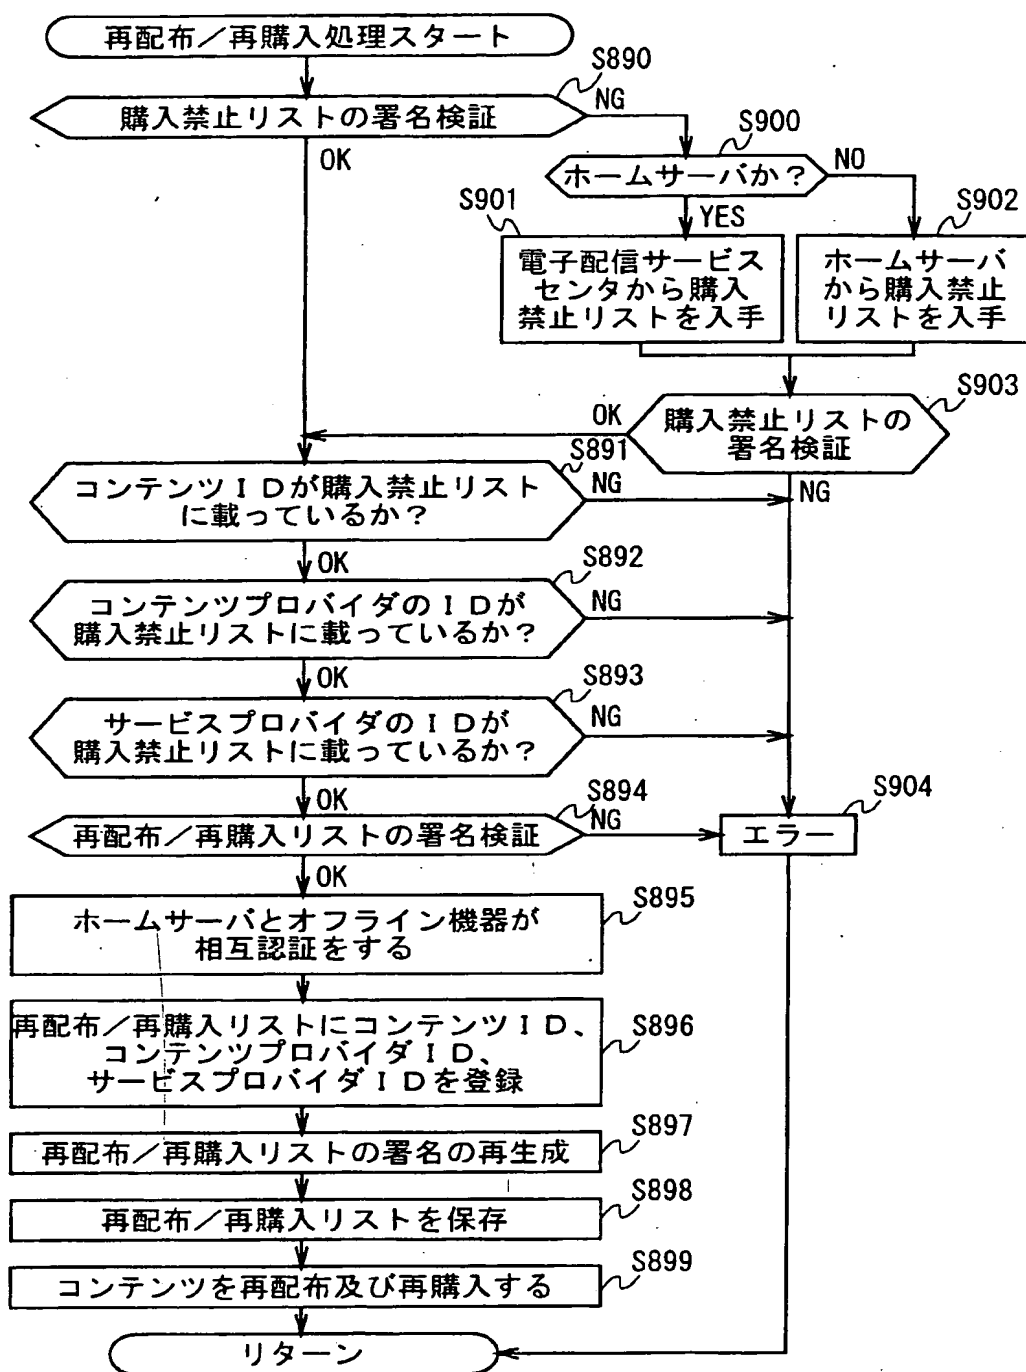 再配布／再購入処理スタート
S890
購入禁止リストの署名検証
NG
OK
S900
ホームサーバか？
NO
YES
S901
電子配信サービス
センタから購入
禁止リストを入手
S902
ホームサーバ
から購入禁止
リストを入手
S903
購入禁止リストの
署名検証
OK
NG
S891
コンテンツＩＤが購入禁止リスト
に載っているか？
NG
OK
S892
コンテンツプロバイダのＩＤが
購入禁止リストに載っているか？
NG
OK
S893
サービスプロバイダのＩＤが
購入禁止リストに載っているか？
NG
OK
S894
再配布／再購入リストの署名検証
NG
S904
エラー
OK
S895
ホームサーバとオフライン機器が
相互認証をする
S896
再配布／再購入リストにコンテンツＩＤ、
コンテンツプロバイダＩＤ、
サービスプロバイダＩＤを登録
S897
再配布／再購入リストの署名の再生成
S898
再配布／再購入リストを保存
S899
コンテンツを再配布及び再購入する
リターン